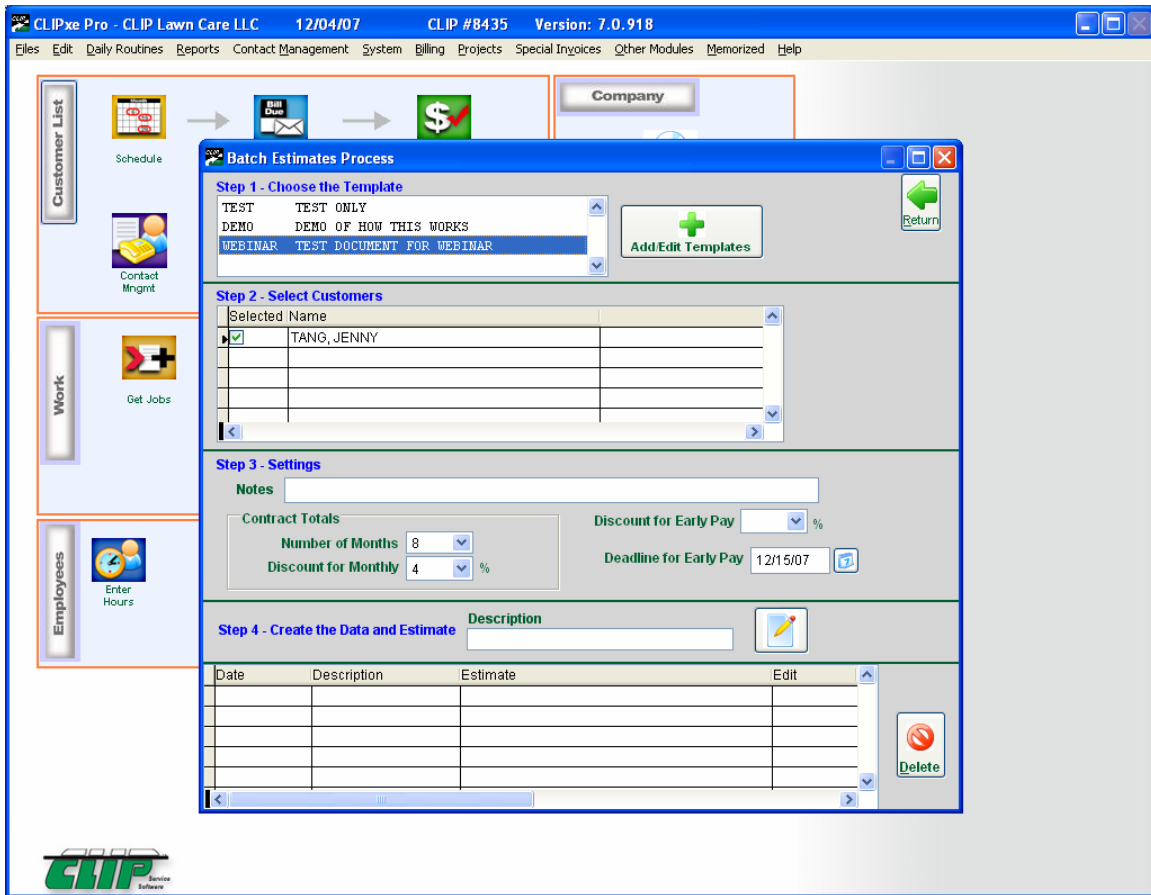 CLIPxe Pro - CLIP Lawn Care LLC 12/04/07 CLIP #8435 Version: 7.0.918
Files Edit Daily Routines Reports Contact Management System Billing Projects Special Invoices Other Modules Memorized Help
Customer List
Schedule
Bill Due
Company
Contact
Mngmt
Work
Get Jobs
Employees
Enter
Hours
Batch Estimates Process
Step 1 - Choose the Template
TEST TEST ONLY
DEMO DEMO OF HOW THIS WORKS
WEBINAR TEST DOCUMENT FOR WEBINAR
Add/Edit Templates
Return
Step 2 - Select Customers
Selected Name
TANG, JENNY
Step 3 - Settings
Notes
Contract Totals
Number of Months 8
Discount for Monthly 4 %
Discount for Early Pay %
Deadline for Early Pay 12/15/07
Step 4 - Create the Data and Estimate
Description
Date Description Estimate Edit
Delete
CLIP
Service
Software